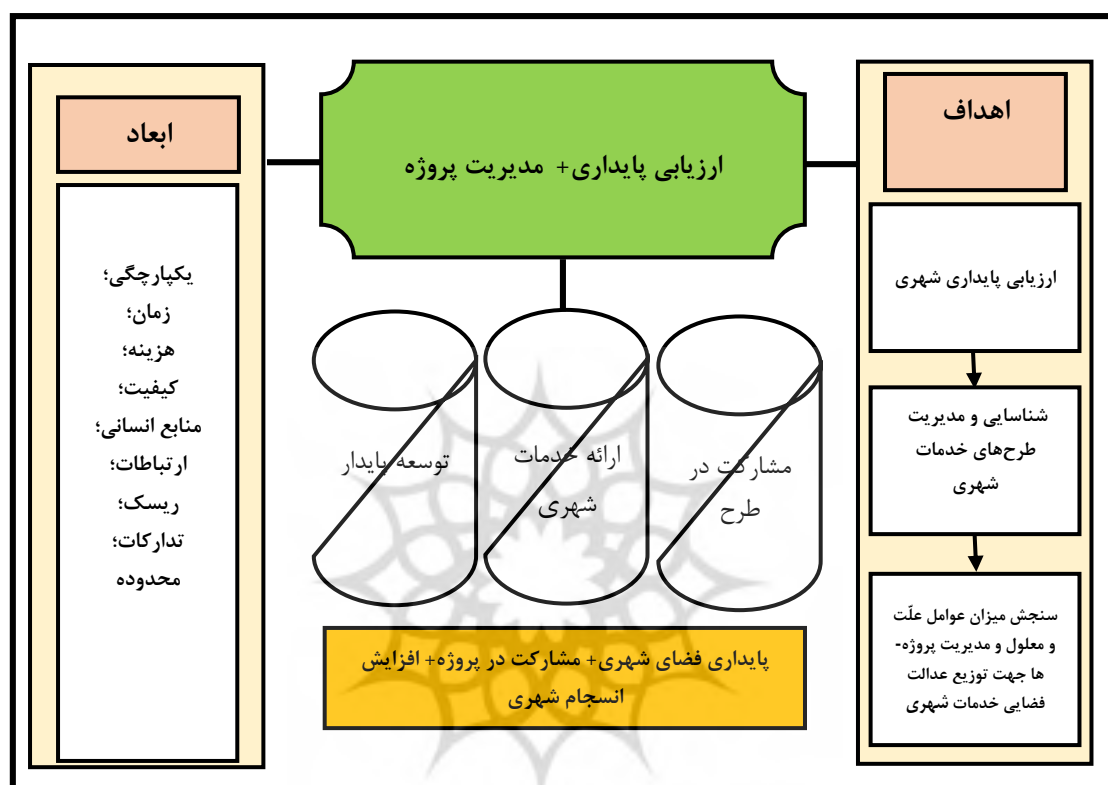 اهداف
ارزیابی پایداری شهری
شناسایی و مدیریت
طرح‌های خدمات
شهری
سنجش میزان عوامل علّت
و معلول و مدیریت پروژه-
ها جهت توزیع عدالت
فضایی خدمات شهری
ارزیابی پایداری+ مدیریت پروژه
مشارکت در
طرح
ارائه خدمات
شهری
توسعه پایدار
پایداری فضای شهری+ مشارکت در پروژه+ افزایش
انسجام شهری
ابعاد
یکپارچگی؛
زمان؛
هزینه؛
کیفیت؛
منابع انسانی؛
ارتباطات؛
ریسک؛
تدارکات؛
محدوده